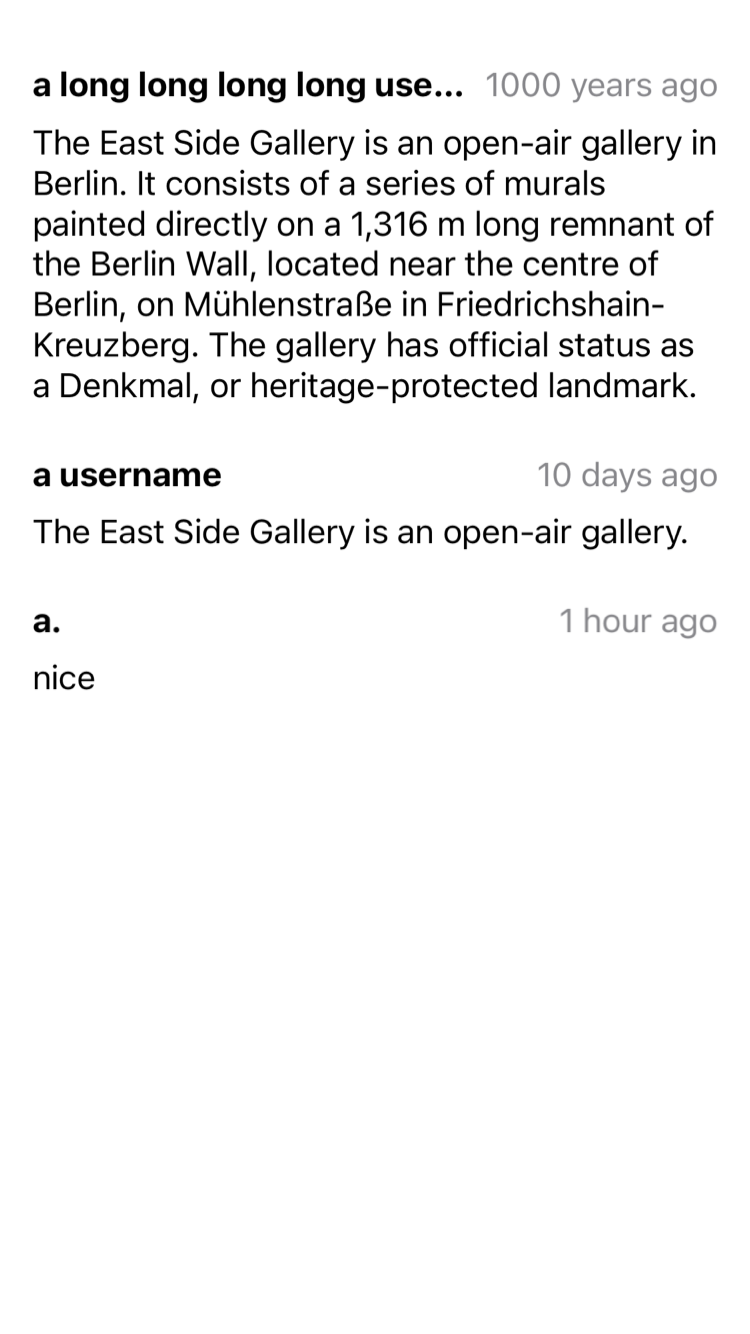 a long long long long use... 1000 years ago
The East Side Gallery is an open-air gallery in
Berlin. It consists of a series of murals
painted directly on a 1,316 m long remnant of
the Berlin Wall, located near the centre of
Berlin, on Mühlenstraße in Friedrichshain-
Kreuzberg. The gallery has official status as
a Denkmal, or heritage-protected landmark.
a username 10 days ago
The East Side Gallery is an open-air gallery.
a. 1 hour ago
nice